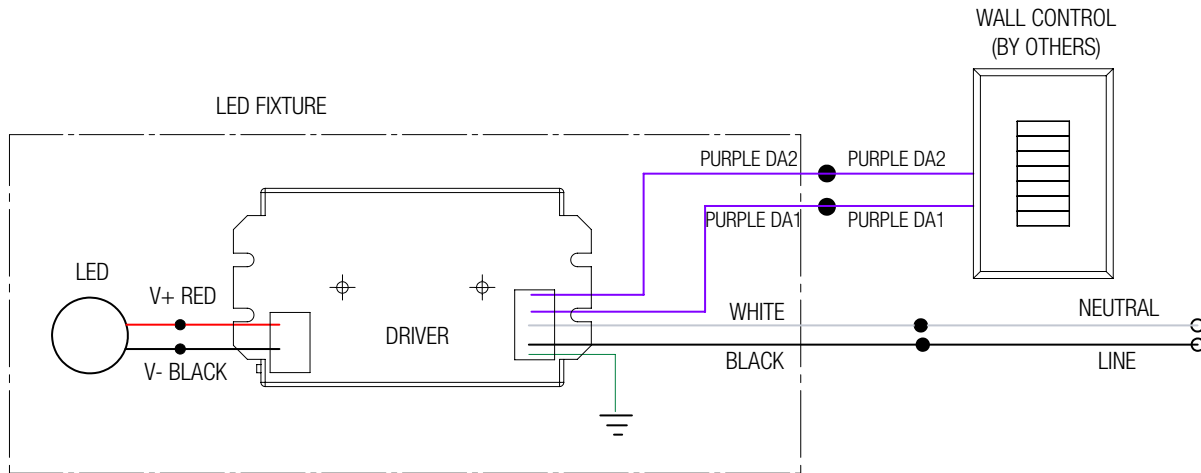 WALL CONTROL
(BY OTHERS)
LED FIXTURE
PURPLE DA2
PURPLE DA2
PURPLE DA1
PURPLE DA1
LED
V+ RED
V- BLACK
DRIVER
WHITE
NEUTRAL
BLACK
LINE